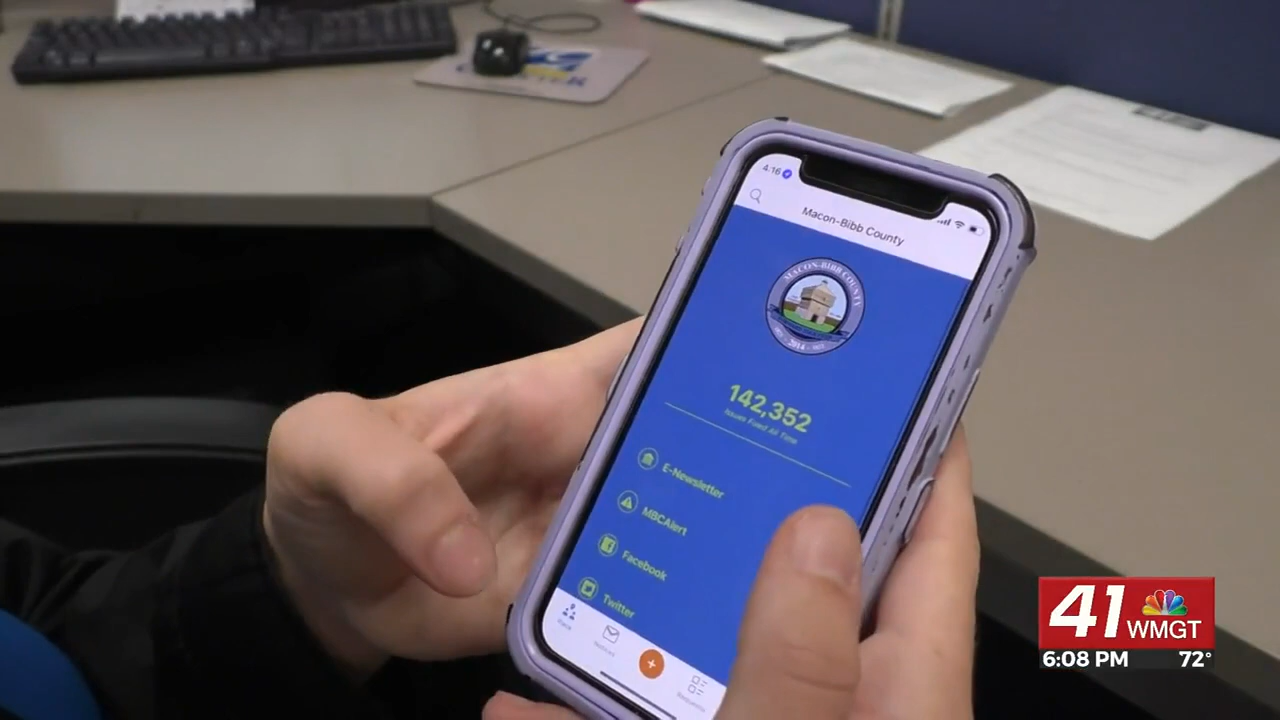 4:16
Macon-Bibb County
MACON-BIBB COUNTY
2014
142,352
Issues Fixed All Time
E-Newsletter
MBCAlert
Facebook
Twitter
41
WMGT
6:08 PM 72°